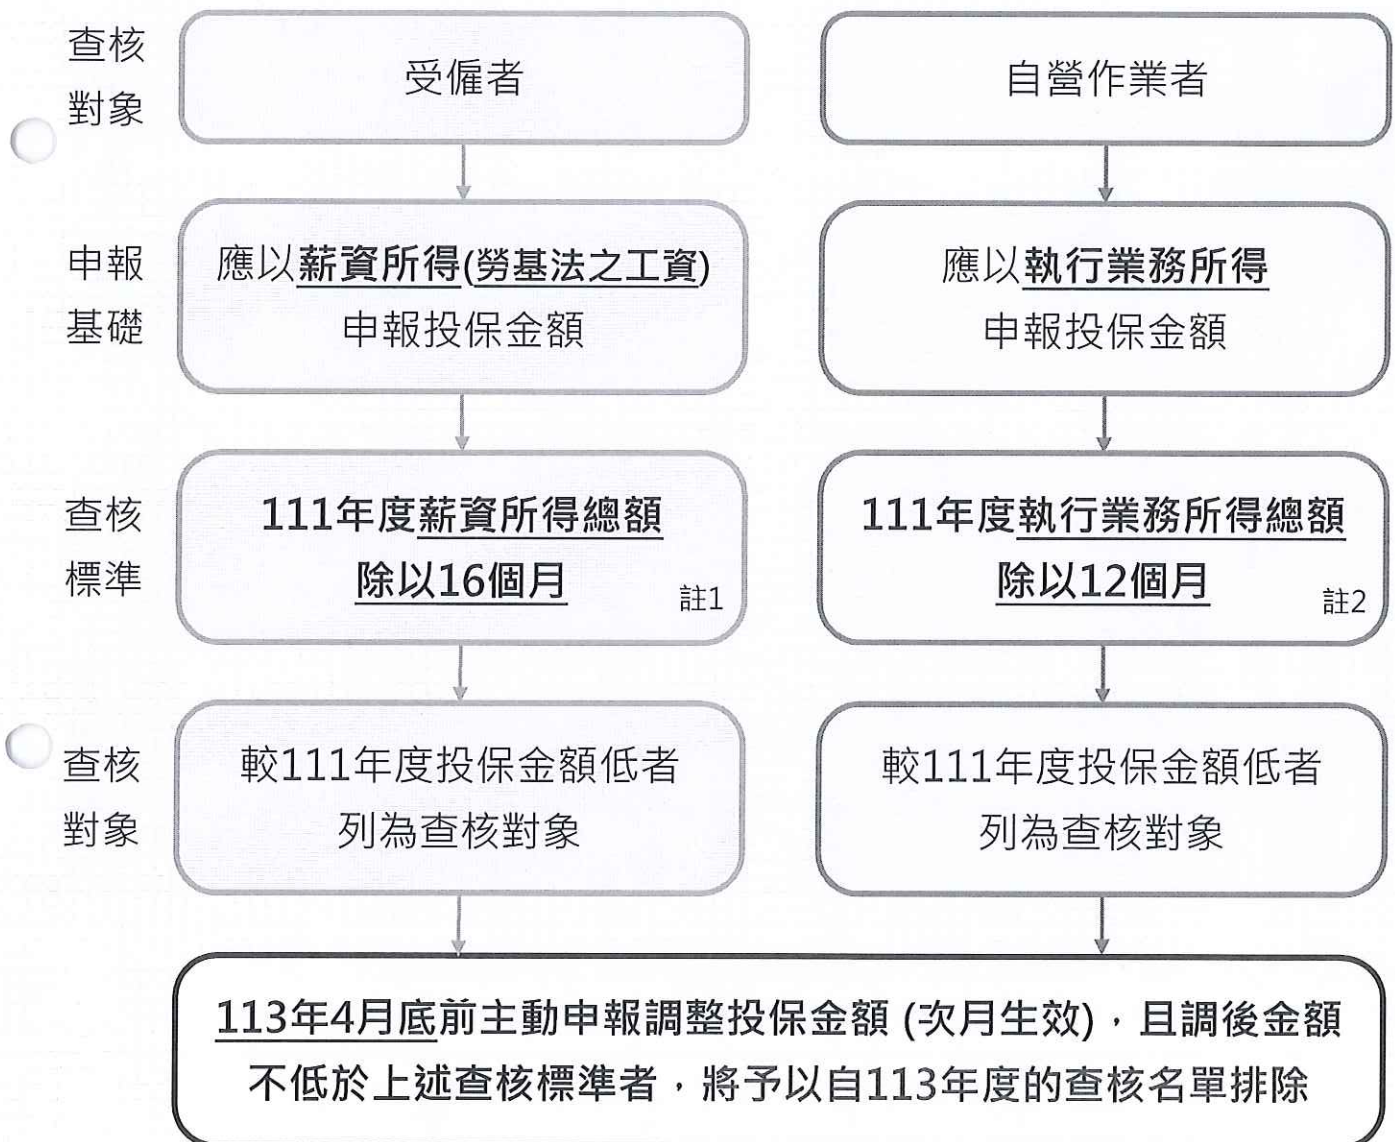 查核
對象
受僱者
自營作業者
申報
基礎
應以薪資所得(勞基法之工資)
申報投保金額
應以執行業務所得
申報投保金額
查核
標準
111年度薪資所得總額
除以16個月 註1
111年度執行業務所得總額
除以12個月 註2
查核
對象
較111年度投保金額低者
列為查核對象
較111年度投保金額低者
列為查核對象
113年4月底前主動申報調整投保金額 (次月生效)，且調後金額
不低於上述查核標準者，將予以自113年度的查核名單排除